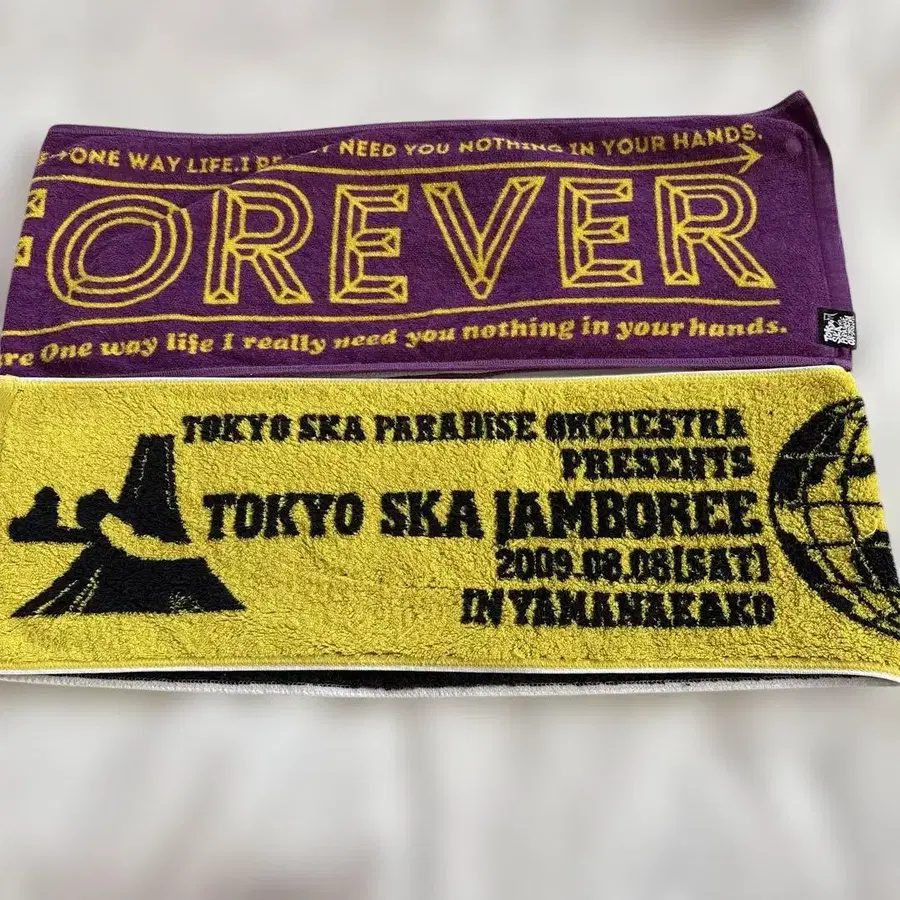 ONE WAY LIFE.I NEED YOU NOTHING IN YOUR HANDS.
FOREVER
One way life I really need you nothing in your hands.
TOKYO SKA PARADISE ORCHESTRA
PRESENTS
TOKYO SKA JAMBOREE
2009.08.08[SAT]
IN YAMANAKAKO